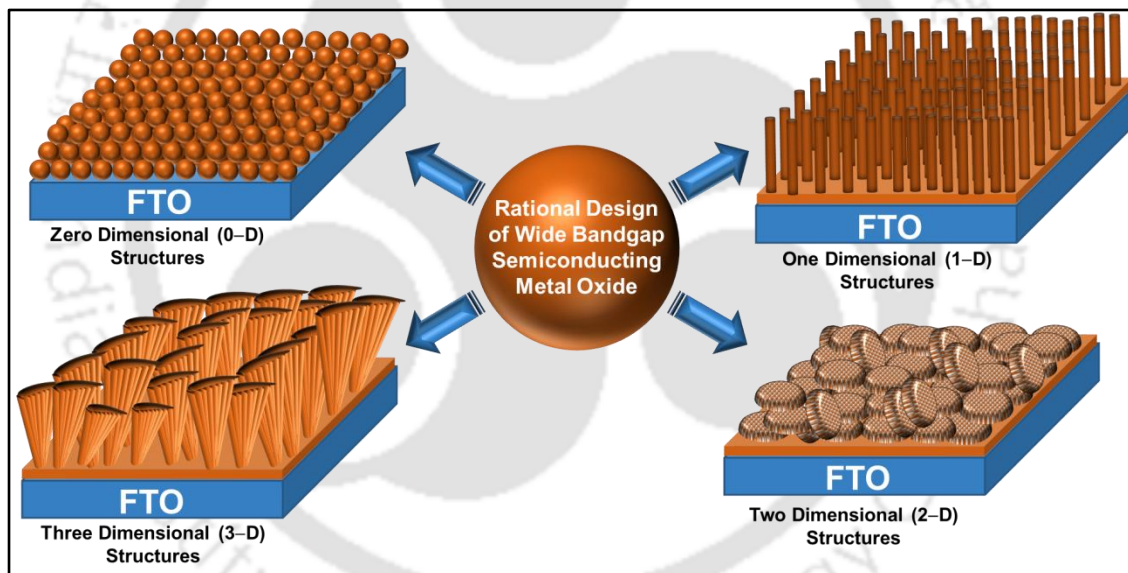 FTO
Zero Dimensional (0–D)
Structures
Rational Design
of Wide Bandgap
Semiconducting
Metal Oxide
FTO
One Dimensional (1–D)
Structures
FTO
Three Dimensional (3–D)
Structures
FTO
Two Dimensional (2–D)
Structures